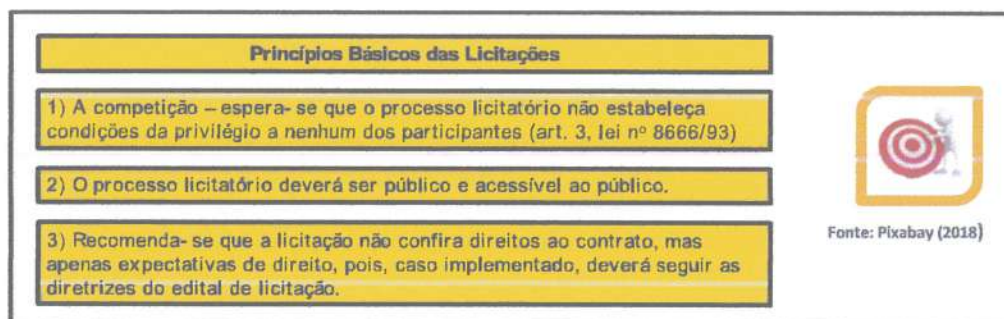 Princípios Básicos das Licitações
1) A competição – espera- se que o processo licitatório não estabeleça
condições da privilégio a nenhum dos participantes (art. 3, lei nº 8666/93)
2) O processo licitatório deverá ser público e acessível ao público.
3) Recomenda- se que a licitação não confira direitos ao contrato, mas
apenas expectativas de direito, pois, caso implementado, deverá seguir as
diretrizes do edital de licitação.
Fonte: Pixabay (2018)